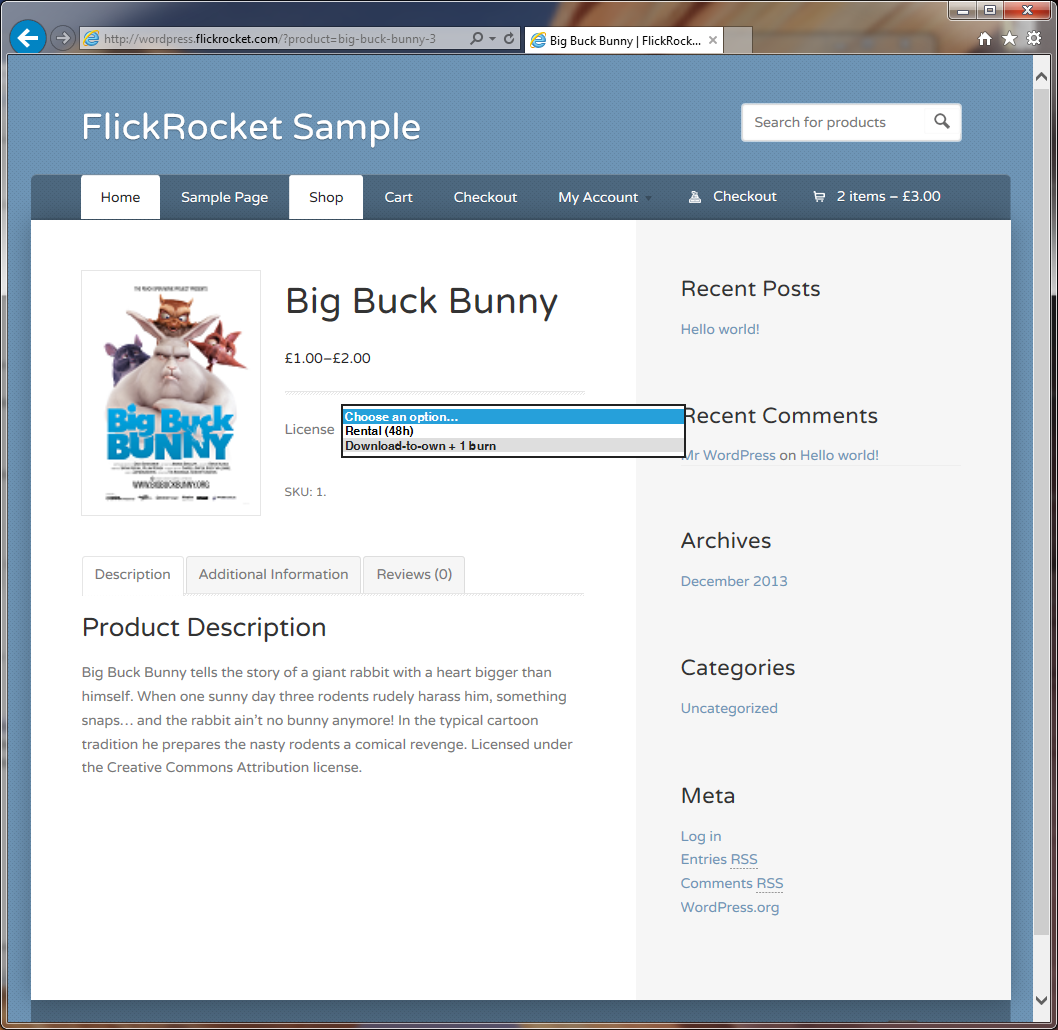 http://wordpress.flickrocket.com/?product=big-buck-bunny-3
Big Buck Bunny | FlickRock...
FlickRocket Sample
Search for products
Home
Sample Page
Shop
Cart
Checkout
My Account
Checkout
2 items – £3.00
Big Buck
BUNNY
WWW.BIGBUCKBUNNY.ORG
Big Buck Bunny
£1.00–£2.00
License
Choose an option...
Rental (48h)
Download-to-own + 1 burn
SKU: 1.
Description
Additional Information
Reviews (0)
Product Description
Big Buck Bunny tells the story of a giant rabbit with a heart bigger than
himself. When one sunny day three rodents rudely harass him, something
snaps… and the rabbit ain’t no bunny anymore! In the typical cartoon
tradition he prepares the nasty rodents a comical revenge. Licensed under
the Creative Commons Attribution license.
Recent Posts
Hello world!
Recent Comments
Mr WordPress on Hello world!
Archives
December 2013
Categories
Uncategorized
Meta
Log in
Entries RSS
Comments RSS
WordPress.org